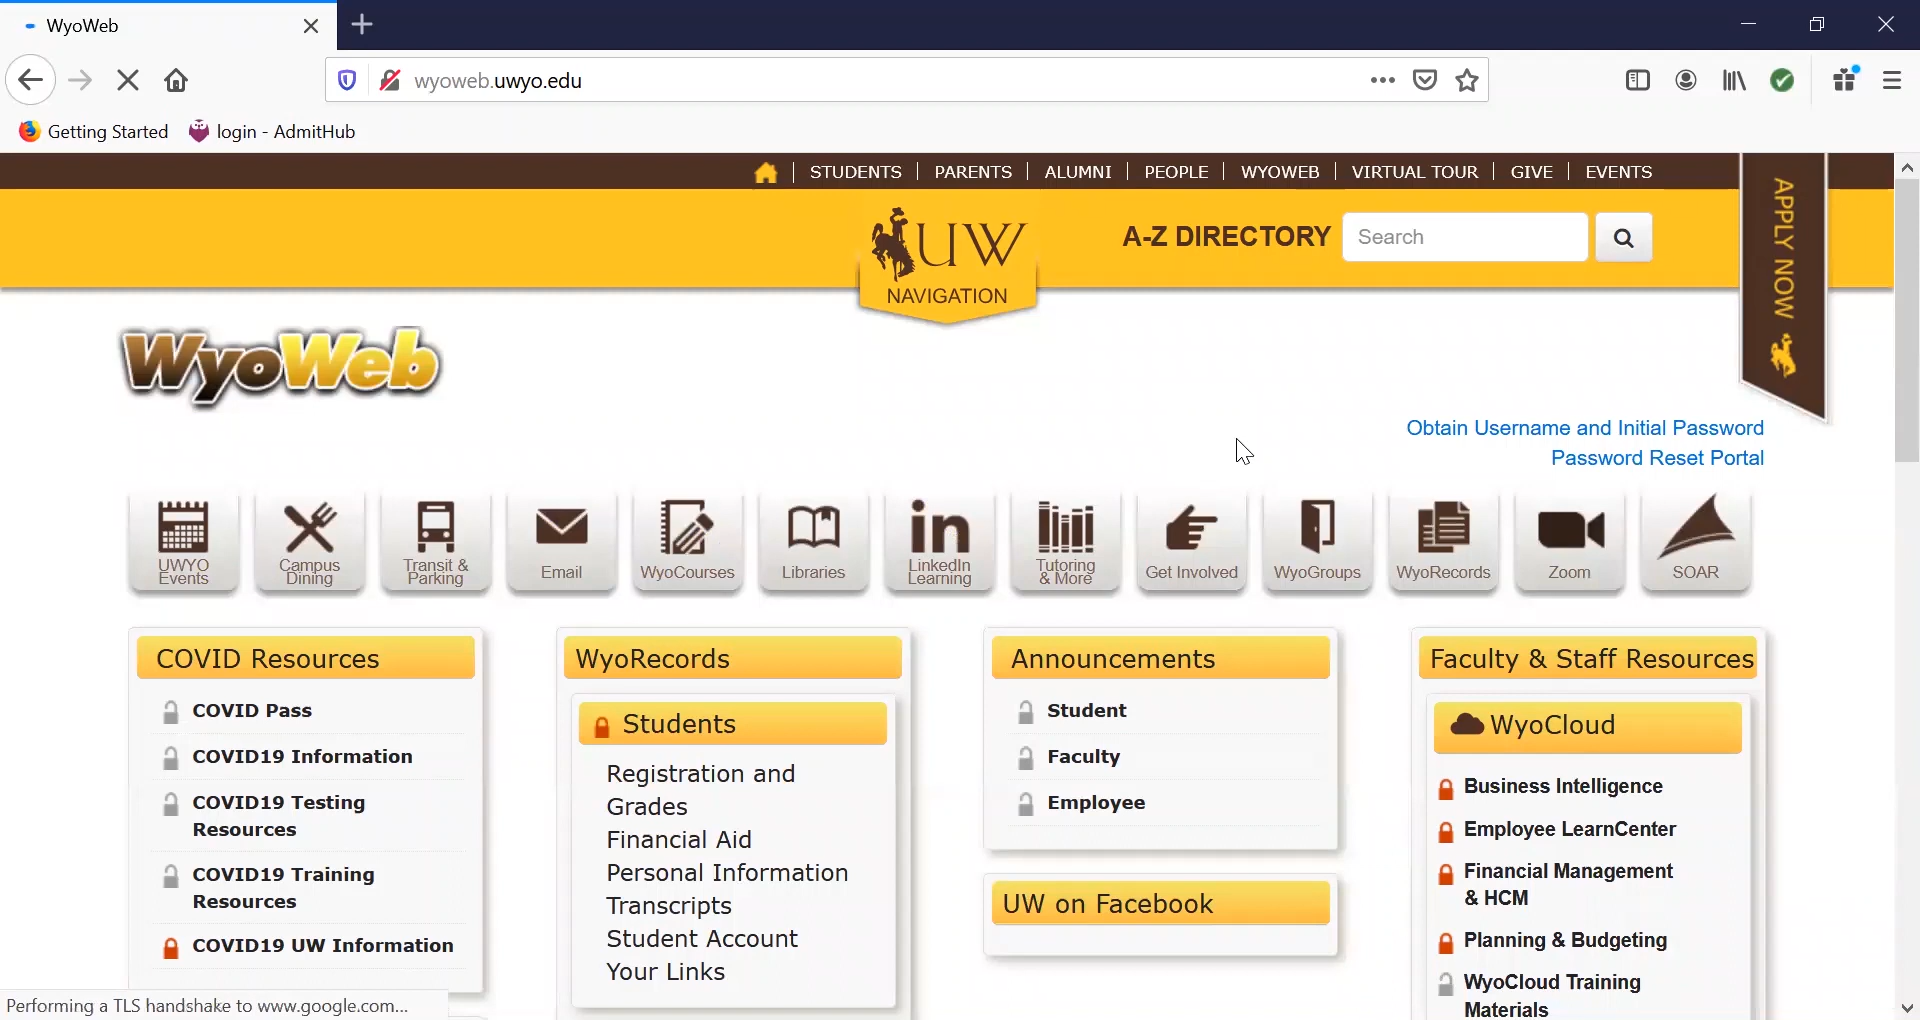 WyoWeb
wyoweb.uwyo.edu
Getting Started
login - AdmitHub
STUDENTS
PARENTS
ALUMNI
PEOPLE
WYOWEB
VIRTUAL TOUR
GIVE
EVENTS
APPLY NOW
UW
NAVIGATION
A-Z DIRECTORY
Search
WyoWeb
Obtain Username and Initial Password
Password Reset Portal
UWYO
Events
Campus
Dining
Transit &
Parking
Email
WyoCourses
Libraries
in
LinkedIn
Learning
Tutoring
& More
Get Involved
WyoGroups
WyoRecords
Zoom
SOAR
COVID Resources
COVID Pass
COVID19 Information
COVID19 Testing
Resources
COVID19 Training
Resources
COVID19 UW Information
WyoRecords
Students
Registration and
Grades
Financial Aid
Personal Information
Transcripts
Student Account
Your Links
Announcements
Student
Faculty
Employee
UW on Facebook
Faculty & Staff Resources
WyoCloud
Business Intelligence
Employee LearnCenter
Financial Management
& HCM
Planning & Budgeting
WyoCloud Training
Materials
Performing a TLS handshake to www.google.com...